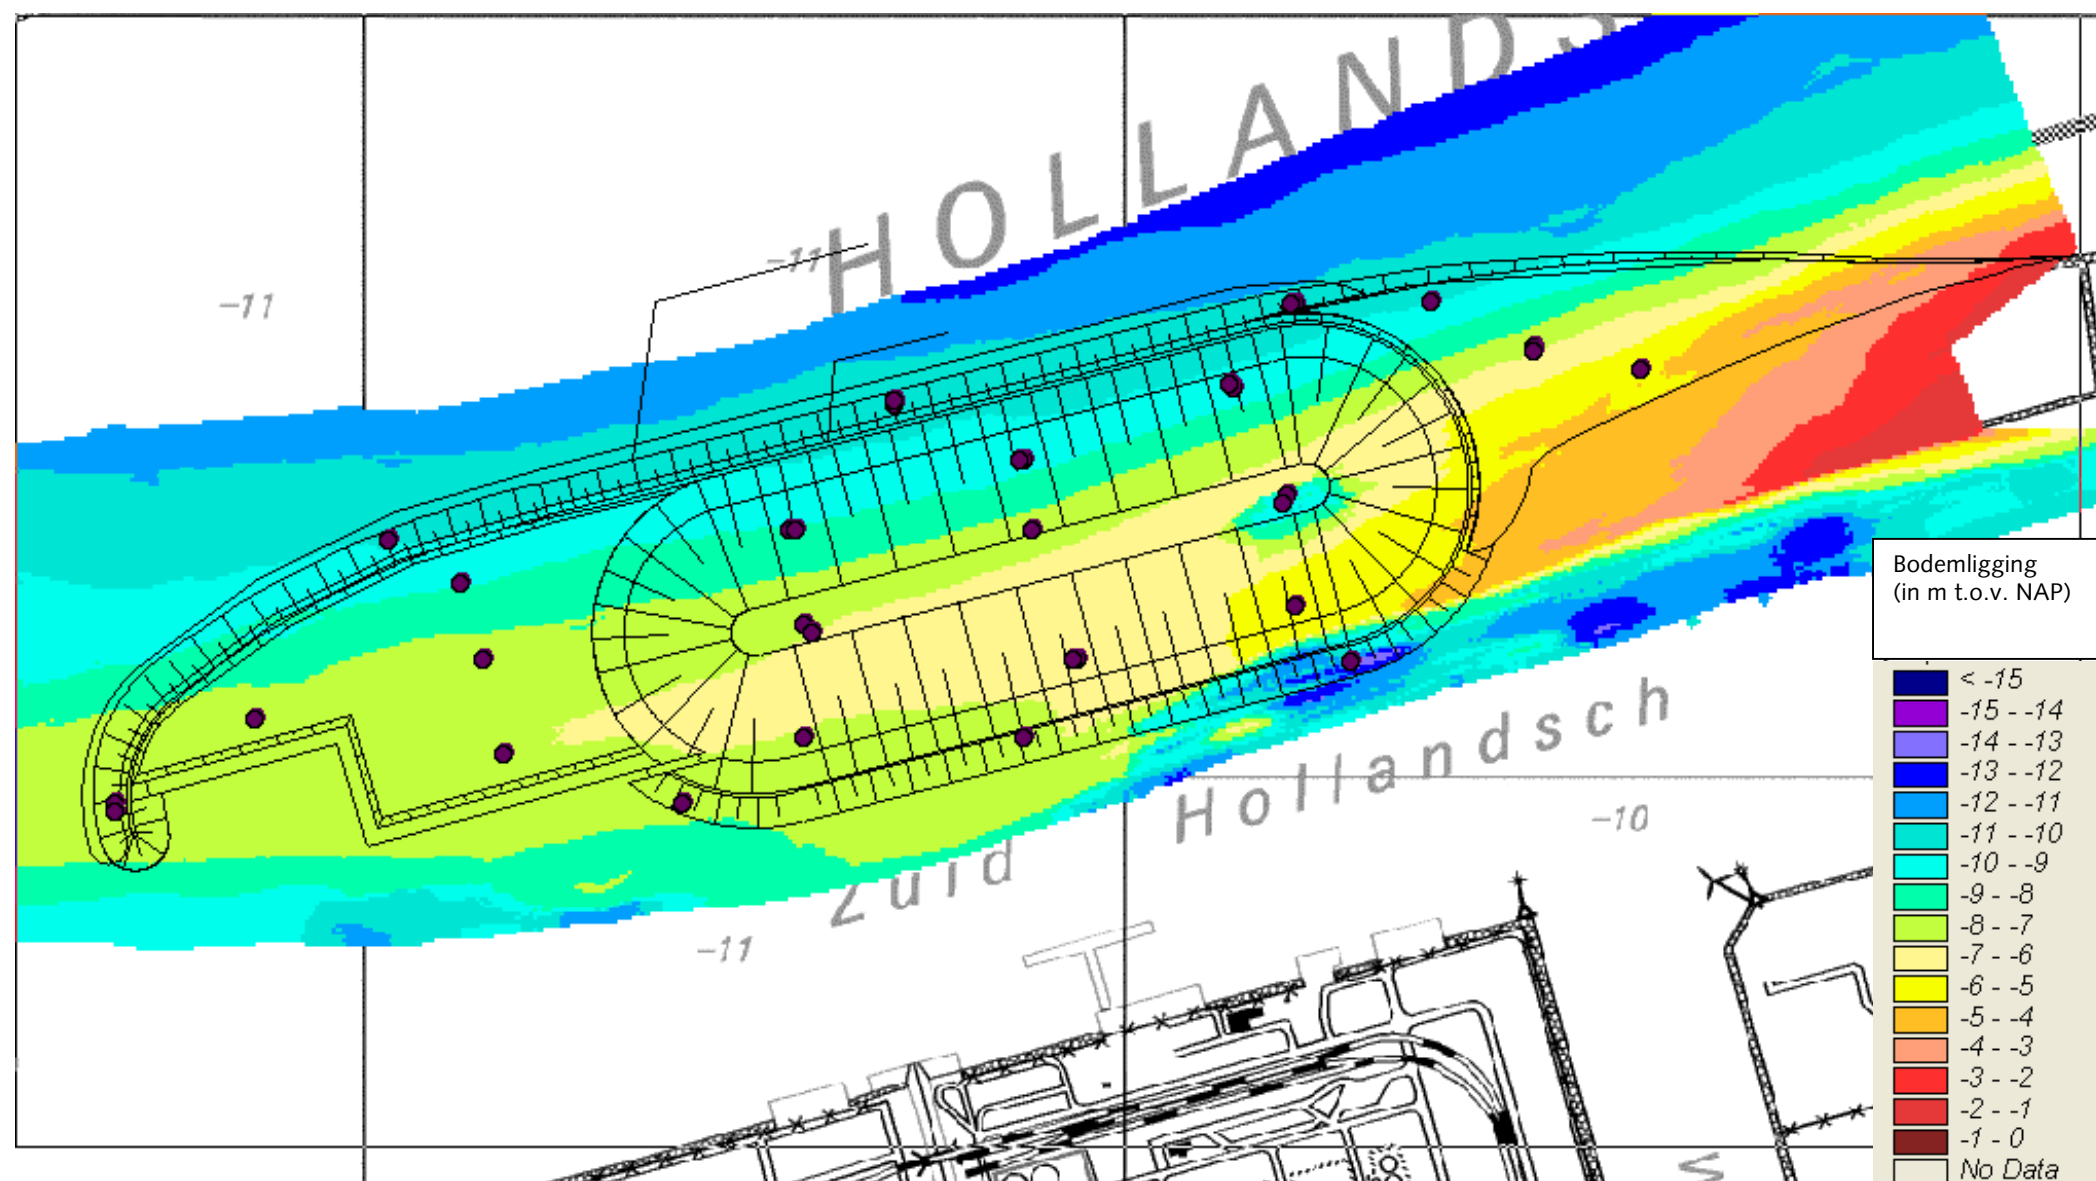 HOLLANDS
-11
-11
Zuid Hollandsch
-10
-11
Bodemligging
(in m t.o.v. NAP)
< -15
-15 - -14
-14 - -13
-13 - -12
-12 - -11
-11 - -10
-10 - -9
-9 - -8
-8 - -7
-7 - -6
-6 - -5
-5 - -4
-4 - -3
-3 - -2
-2 - -1
-1 - 0
No Data